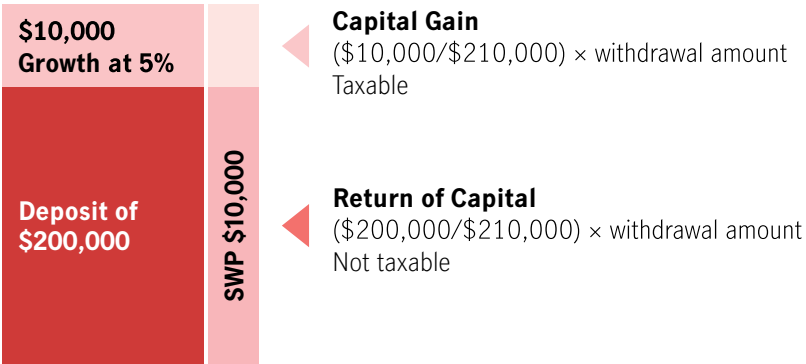 $10,000
Growth at 5%
Deposit of
$200,000
SWP $10,000
Capital Gain
($10,000/$210,000) × withdrawal amount
Taxable
Return of Capital
($200,000/$210,000) × withdrawal amount
Not taxable